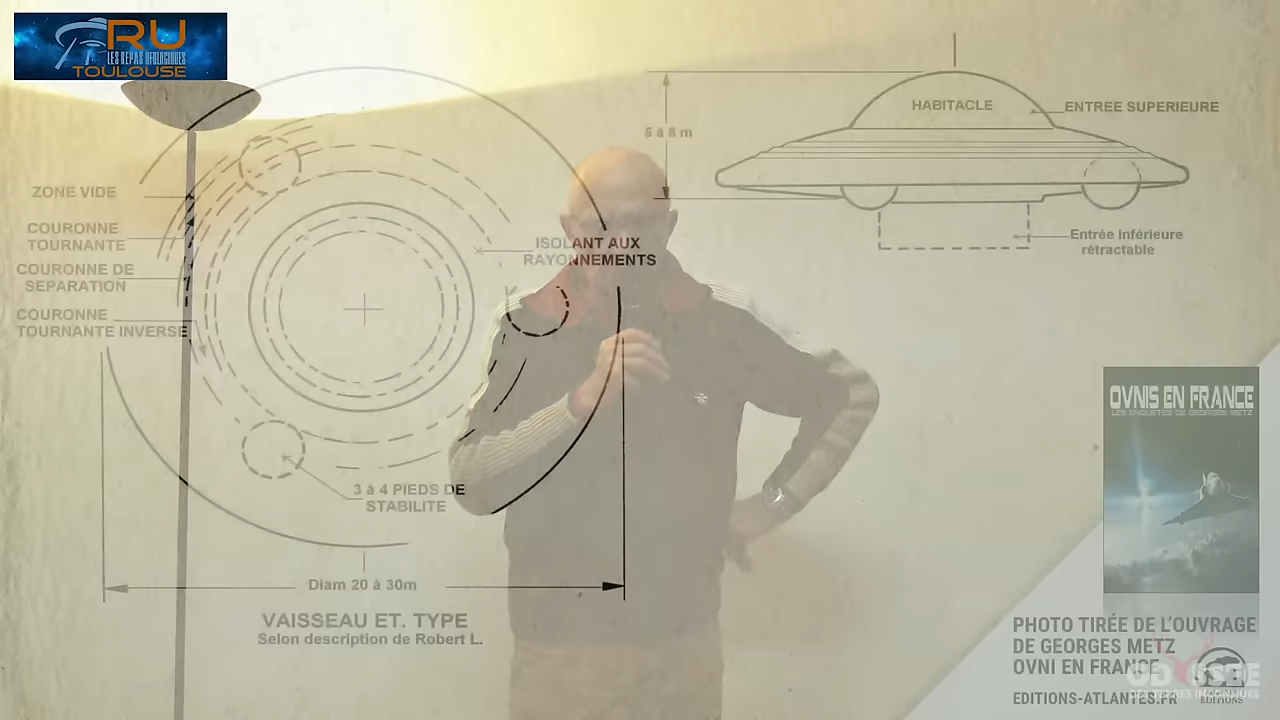 RU
LES REPAS UFOLOGIQUES
TOULOUSE
HABITACLE
ENTREE SUPERIEURE
5 à 8 m
ZONE VIDE
COURONNE
TOURNANTE
ISOLANT AUX
RAYONNEMENTS
Entrée inférieure
rétractable
COURONNE DE
SEPARATION
COURONNE
TOURNANTE INVERSE
OVNIS EN FRANCE
LES ENQUETES DE GEORGES METZ
3 à 4 PIEDS DE
STABILITE
Diam 20 à 30m
VAISSEAU ET. TYPE
Selon description de Robert L.
PHOTO TIRÉE DE L'OUVRAGE
DE GEORGES METZ
OVNI EN FRANCE
EDITIONS-ATLANTES.FR